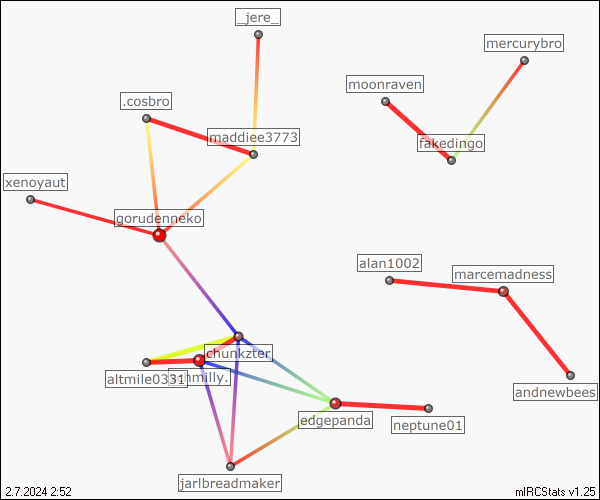 _jere_
mercurybro
moonraven
.cosbro
maddiee3773
fakedingo
xenoyaut
gorudenneko
alan1002
marcemadness
chunkzter
altmile0331
hmilly.
andnewbees
edgepanda
neptune01
jarlbreadmaker
2.7.2024 2:52
mIRCStats v1.25